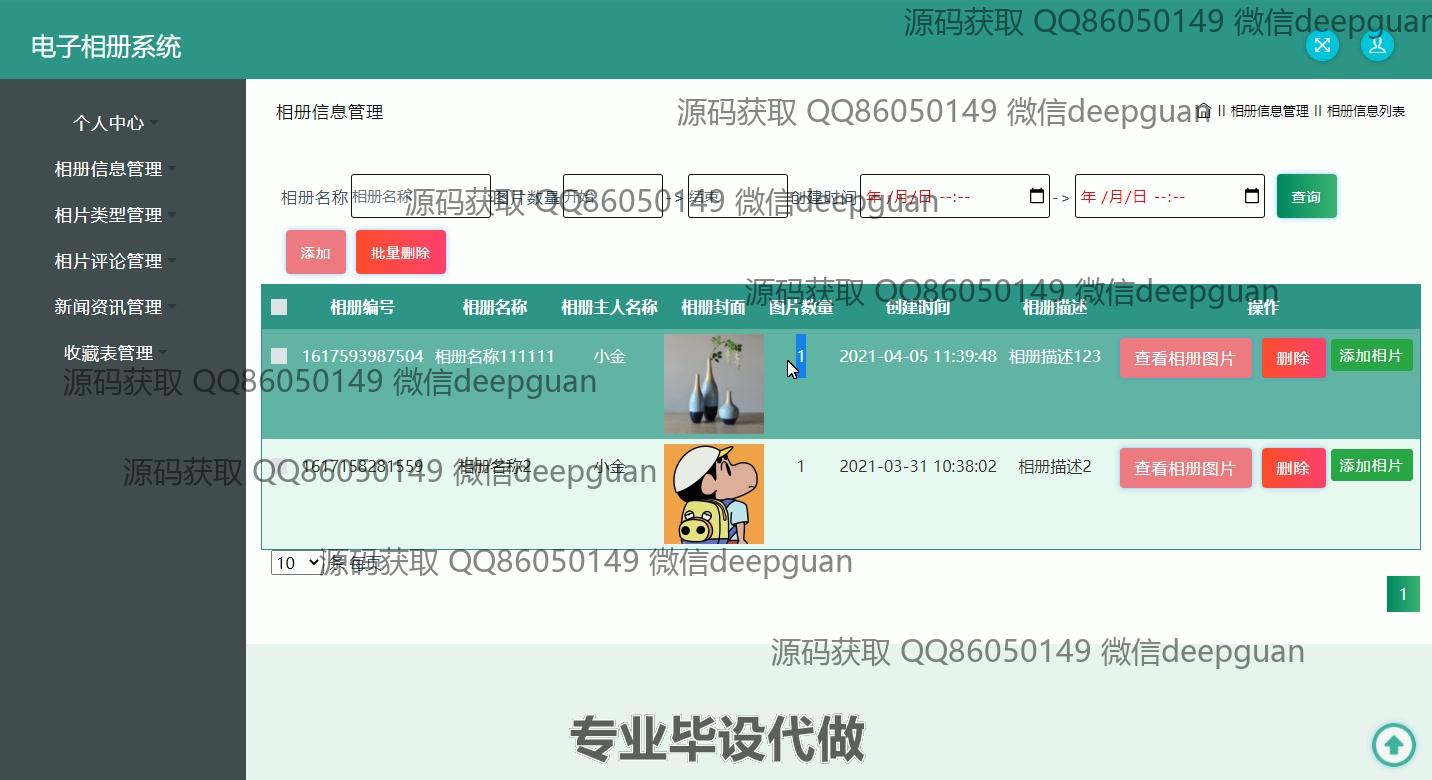 源码获取 QQ86050149 微信deepguan
电子相册系统
个人中心
相册信息管理
相片类型管理
相片评论管理
新闻资讯管理
收藏表管理
相册信息管理
源码获取 QQ86050149 微信deepguan
II 相册信息管理 II 相册信息列表
相册名称 相册名称 图片数量 开始 -> 结束 创建时间 年 /月/日 --:-- -> 年 /月/日 --:-- 查询
源码获取 QQ86050149 微信deepguan
添加 批量删除
源码获取 QQ86050149 微信deepguan
相册编号 相册名称 相册主人名称 相册封面 图片数量 创建时间 相册描述 操作
1617593987504 相册名称111111 小金 1 2021-04-05 11:39:48 相册描述123 查看相册图片 删除 添加相片
源码获取 QQ86050149 微信deepguan
1617158281559 相册名称2 小金 1 2021-03-31 10:38:02 相册描述2 查看相册图片 删除 添加相片
源码获取 QQ86050149 微信deepguan
10 条 每页
源码获取 QQ86050149 微信deepguan
1
源码获取 QQ86050149 微信deepguan
专业毕设代做